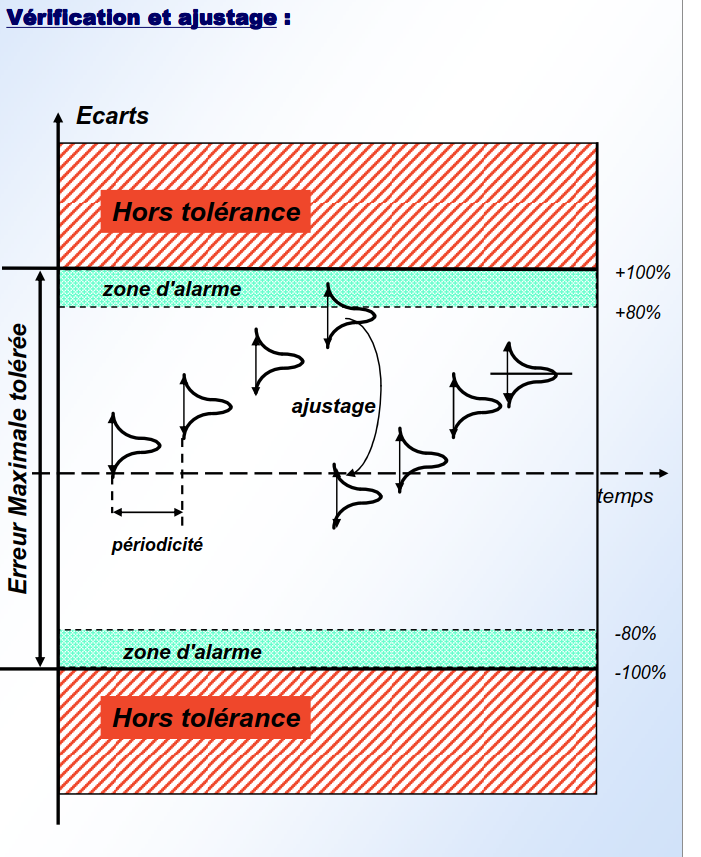 Vérification et ajustage :
Ecarts
Hors tolérance
+100%
zone d'alarme
+80%
Erreur Maximale tolérée
ajustage
temps
périodicité
-80%
zone d'alarme
-100%
Hors tolérance